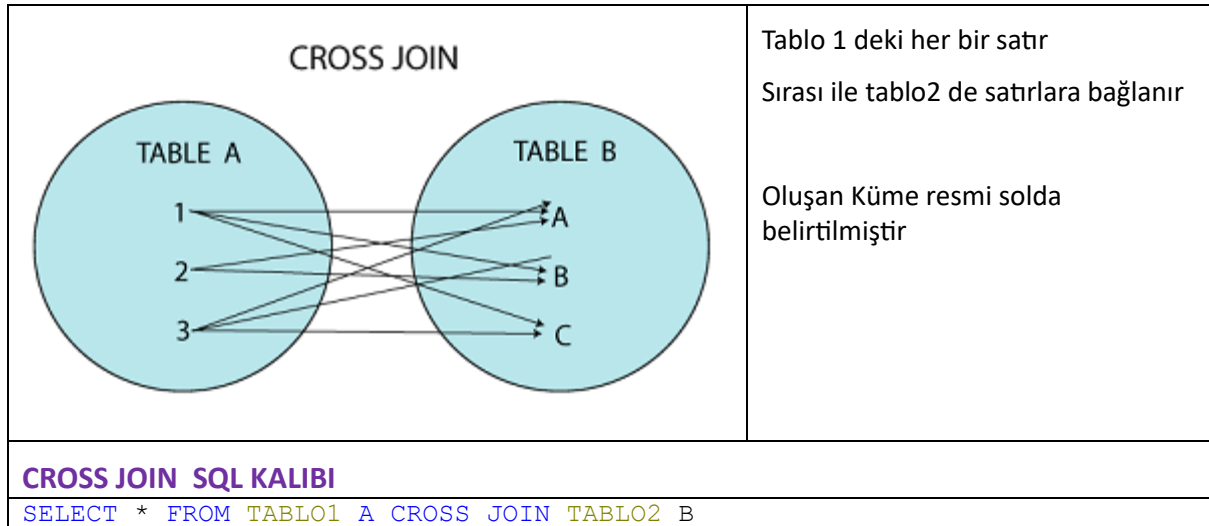 CROSS JOIN
TABLE A
TABLE B
1
2
3
A
B
C
Tablo 1 deki her bir satır
Sırası ile tablo2 de satırlara bağlanır
Oluşan Küme resmi solda
belirtilmiştir
CROSS JOIN SQL KALIBI
SELECT * FROM TABLO1 A CROSS JOIN TABLO2 B